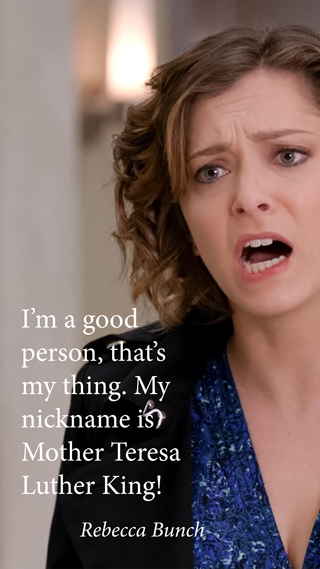 I’m a good
person, that’s
my thing. My
nickname is
Mother Teresa
Luther King!
Rebecca Bunch